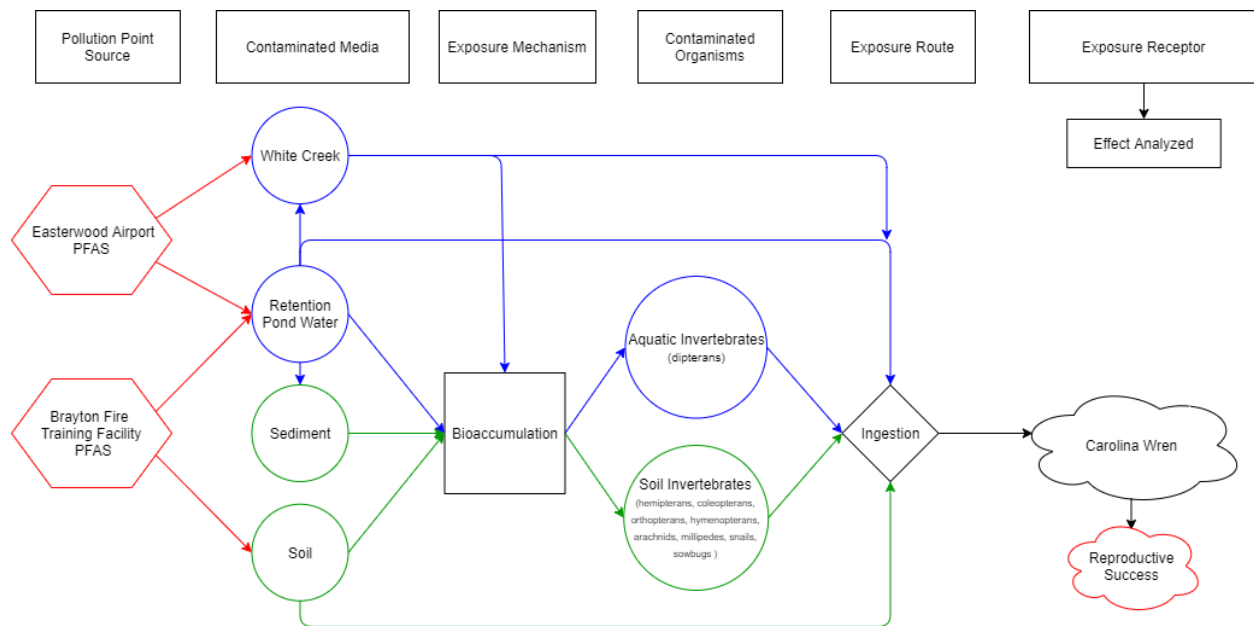 Pollution Point
Source
Contaminated Media
Exposure Mechanism
Contaminated
Organisms
Exposure Route
Exposure Receptor
Effect Analyzed
White Creek
Easterwood Airport
PFAS
Retention
Pond Water
Aquatic Invertebrates
(dipterans)
Brayton Fire
Training Facility
PFAS
Sediment
Bioaccumulation
Ingestion
Carolina Wren
Soil Invertebrates
(hemipterans, coleopterans,
orthopterans, hymenopterans,
arachnids, millipedes, snails,
sowbugs )
Soil
Reproductive
Success